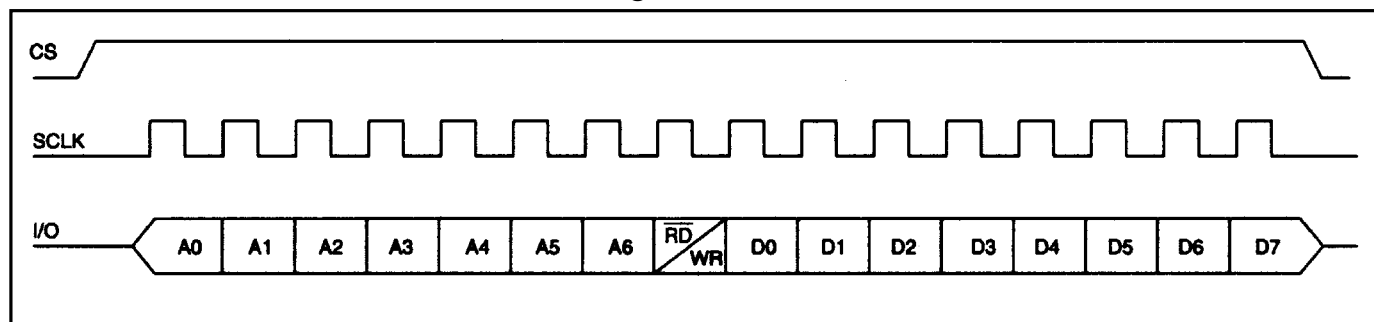 CS
SCLK
I/O
A0 A1 A2 A3 A4 A5 A6 RD WR D0 D1 D2 D3 D4 D5 D6 D7